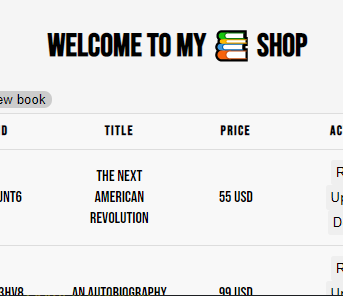 WELCOME TO MY 📚 SHOP
ew book
D TITLE PRICE AC
UNT6 THE NEXT 55 USD R
AMERICAN Up
REVOLUTION D
3HV8 AN AUTOBIOGRAPHY 99 USD R
Up